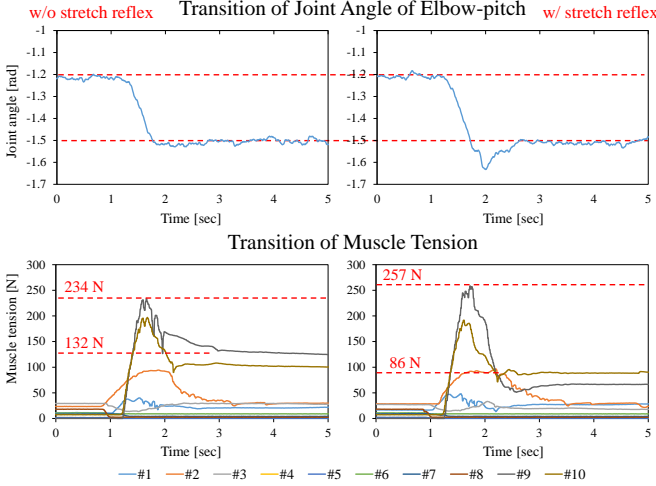 w/o stretch reflex
Transition of Joint Angle of Elbow-pitch
w/ stretch reflex
Joint angle [rad]
-1
-1.1
-1.2
-1.3
-1.4
-1.5
-1.6
-1.7
0 1 2 3 4 5
Time [sec]
-1
-1.1
-1.2
-1.3
-1.4
-1.5
-1.6
-1.7
0 1 2 3 4 5
Time [sec]
Transition of Muscle Tension
Muscle tension [N]
300
250
200
150
100
50
0
234 N
132 N
0 1 2 3 4 5
Time [sec]
300
250
200
150
100
50
0
257 N
86 N
0 1 2 3 4 5
Time [sec]
#1 #2 #3 #4 #5 #6 #7 #8 #9 #10